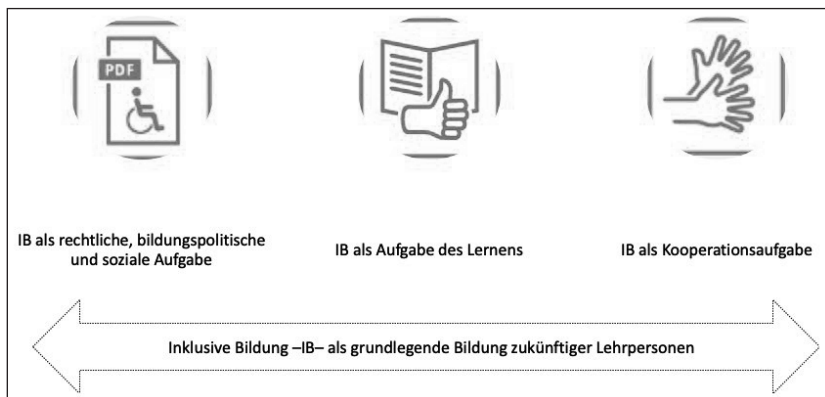 PDF
IB als rechtliche, bildungspolitische
und soziale Aufgabe
IB als Aufgabe des Lernens
IB als Kooperationsaufgabe
Inklusive Bildung –IB– als grundlegende Bildung zukünftiger Lehrpersonen